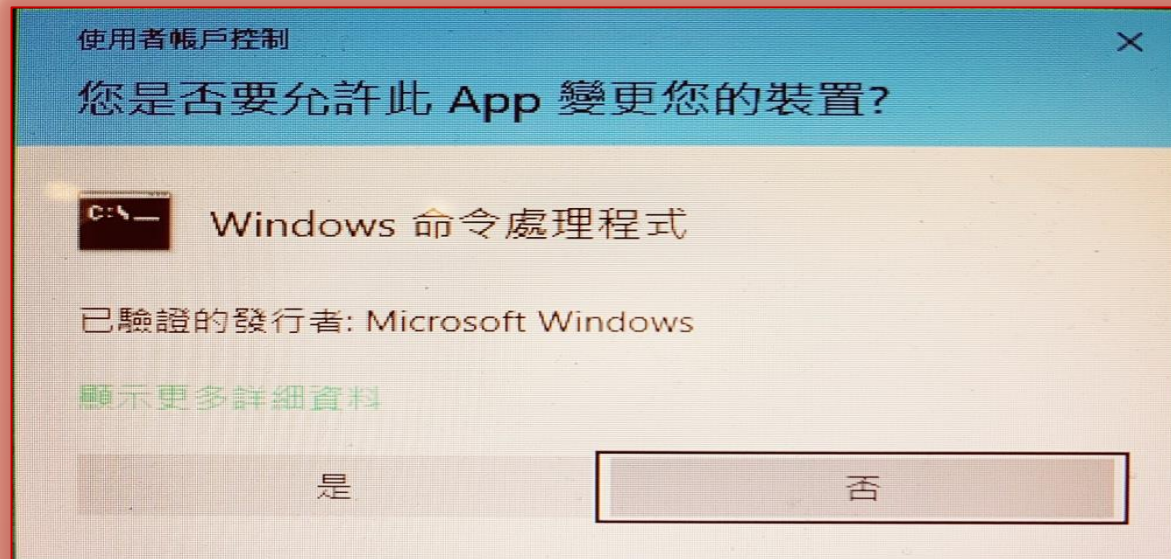 使用者帳戶控制
您是否要允許此 App 變更您的裝置?
C:\_
Windows 命令處理程式
已驗證的發行者: Microsoft Windows
顯示更多詳細資料
是
否